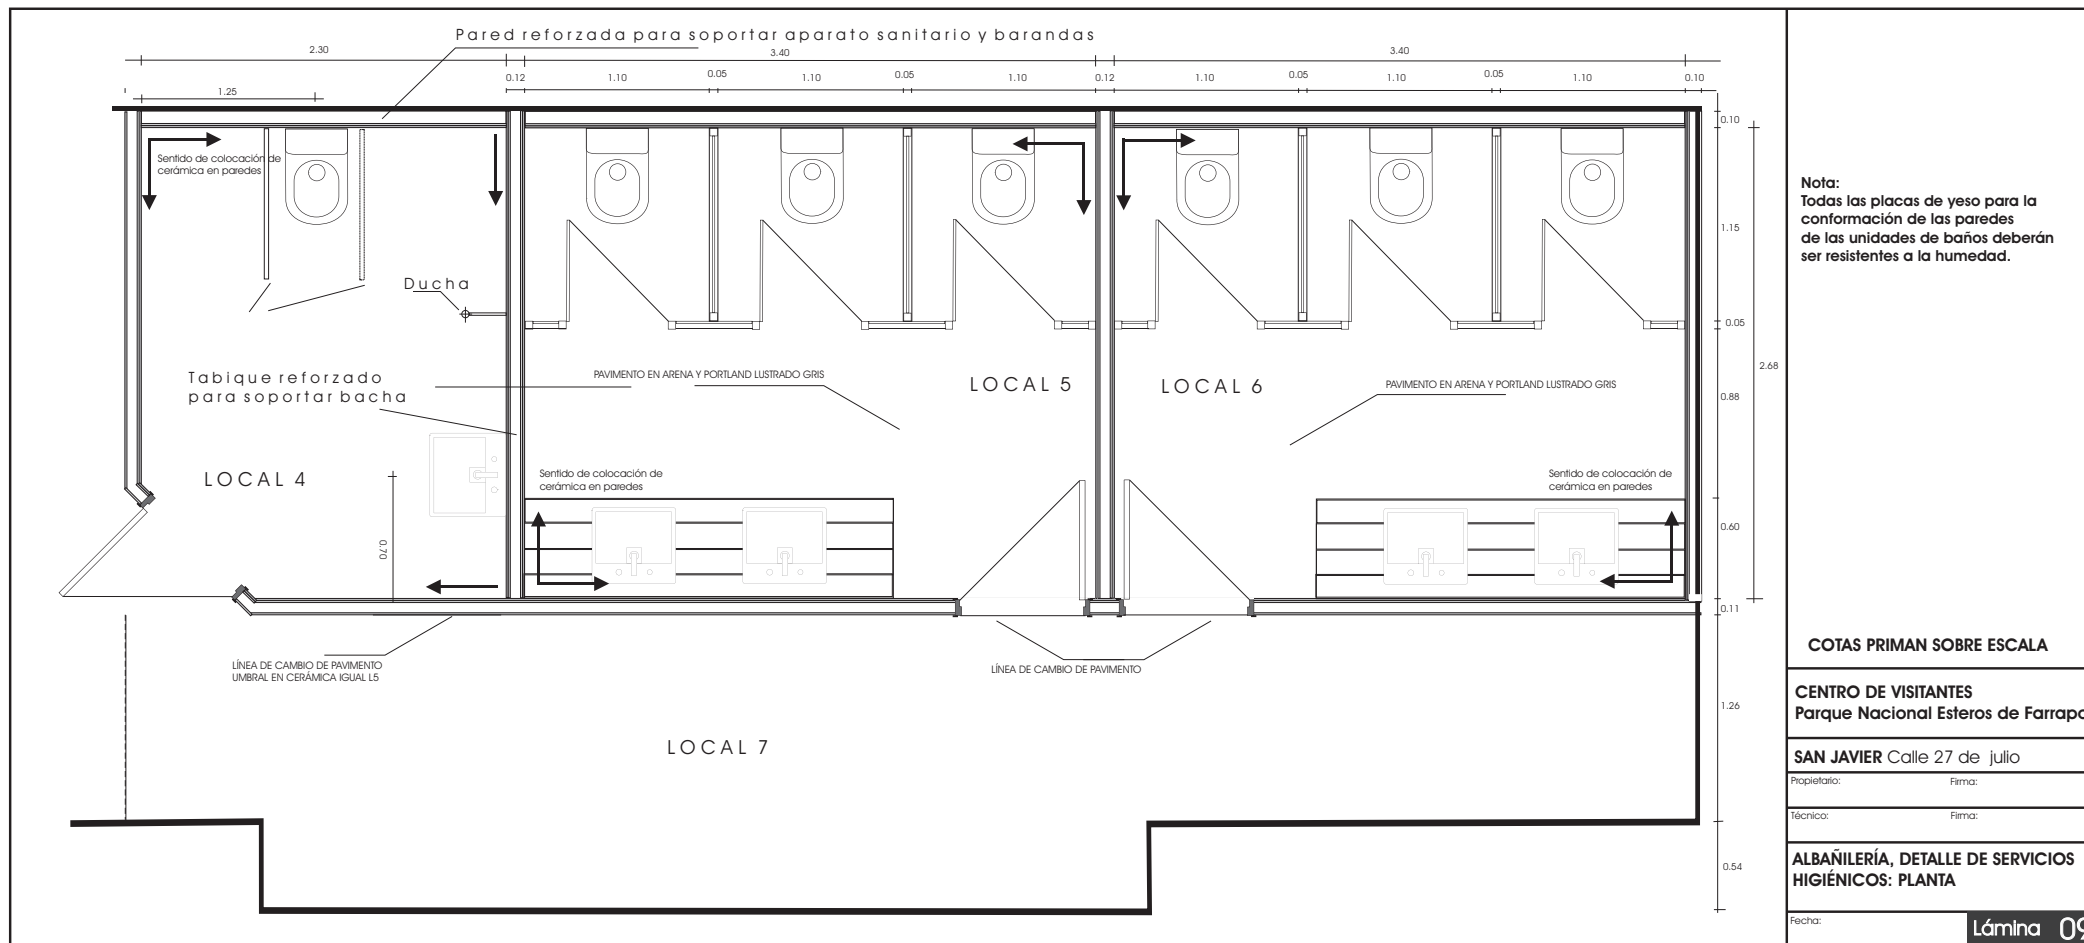 Pared reforzada para soportar aparato sanitario y barandas
2.30
3.40
3.40
0.12
1.10
0.05
1.10
0.05
1.10
0.12
1.10
0.05
1.10
0.05
1.10
0.10
1.25
0.10
Sentido de colocación de
cerámica en paredes
1.15
Ducha
0.05
2.68
Tabique reforzado
para soportar bacha
PAVIMENTO EN ARENA Y PORTLAND LUSTRADO GRIS
LOCAL 5
LOCAL 6
PAVIMENTO EN ARENA Y PORTLAND LUSTRADO GRIS
0.88
LOCAL 4
Sentido de colocación de
cerámica en paredes
Sentido de colocación de
cerámica en paredes
0.60
0.70
0.11
LÍNEA DE CAMBIO DE PAVIMENTO
UMBRAL EN CERÁMICA IGUAL L5
LÍNEA DE CAMBIO DE PAVIMENTO
1.26
LOCAL 7
0.54
Nota:
Todas las placas de yeso para la
conformación de las paredes
de las unidades de baños deberán
ser resistentes a la humedad.
COTAS PRIMAN SOBRE ESCALA
CENTRO DE VISITANTES
Parque Nacional Esteros de
SAN JAVIER Calle 27 de julio
Propietario: Firma:
Técnico: Firma:
ALBAÑILERÍA, DETALLE DE SERVICIOS
HIGIÉNICOS: PLANTA
Fecha:
Lámina 09